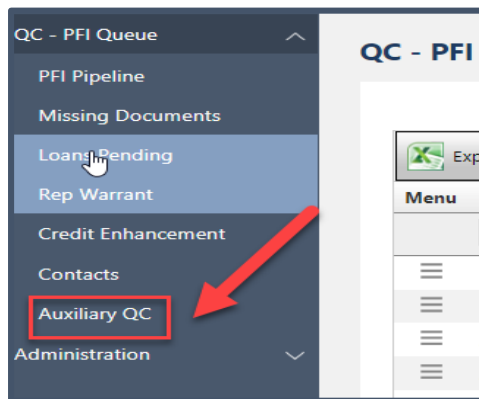 QC - PFI Queue
PFI Pipeline
Missing Documents
Loans Pending
Rep Warrant
Credit Enhancement
Contacts
Auxiliary QC
Administration
QC - PFI
Exp
Menu